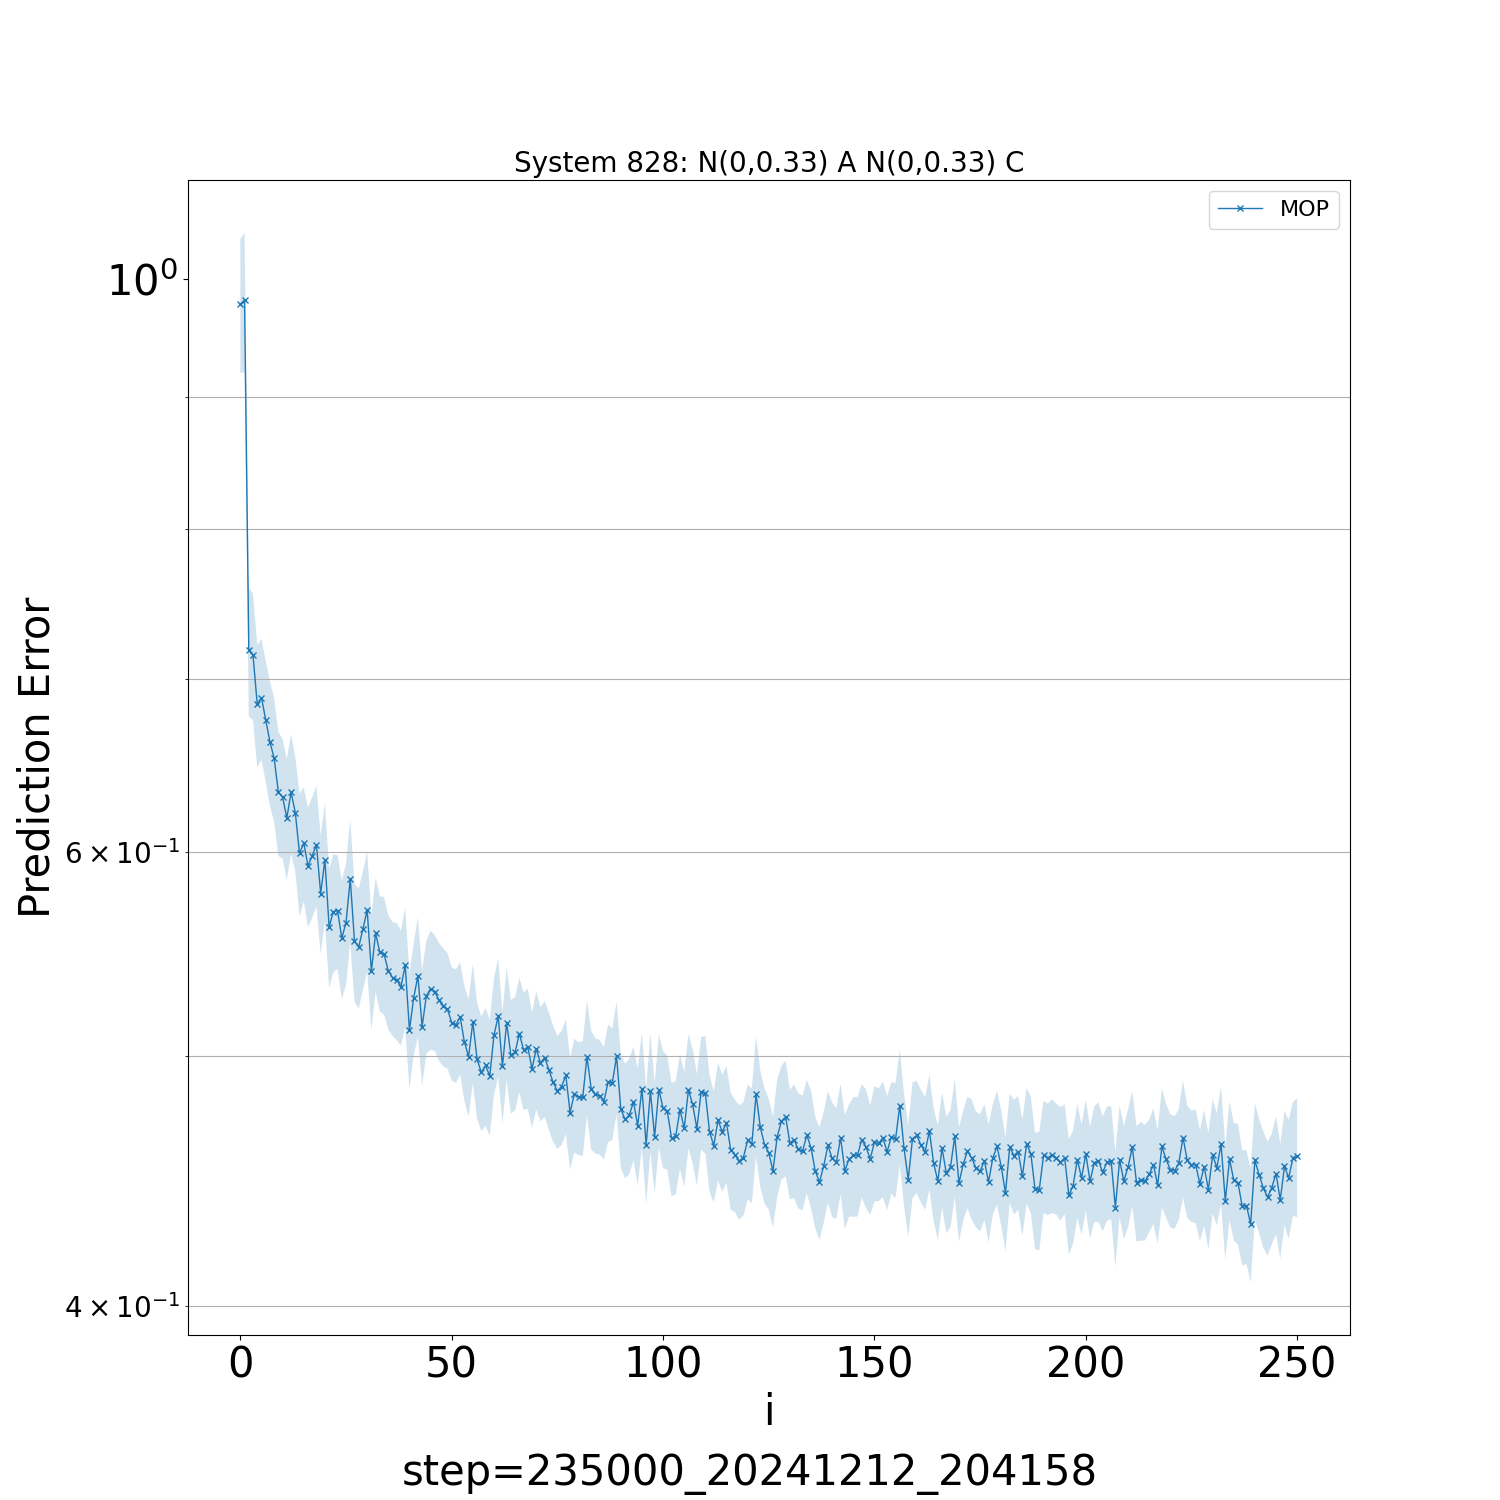 System 828: N(0,0.33) A N(0,0.33) C
MOP
10⁰
6 × 10⁻¹
4 × 10⁻¹
Prediction Error
0 50 100 150 200 250
i
step=235000_20241212_204158